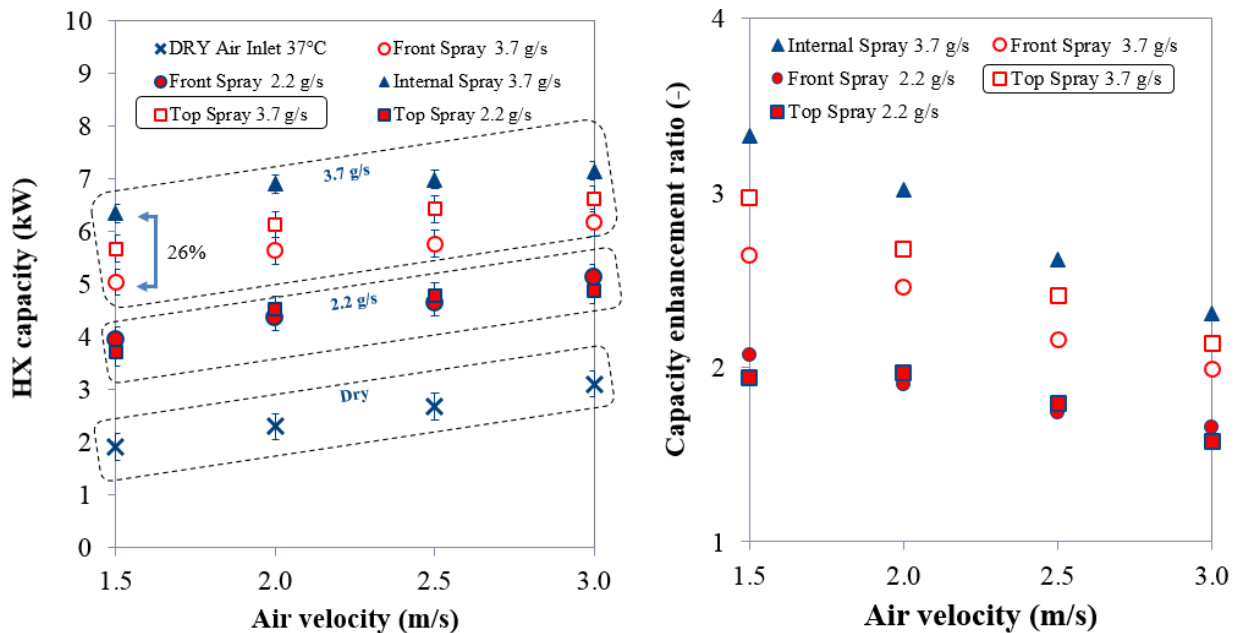 10
9
8
7
6
5
4
3
2
1
0
HX capacity (kW)
DRY Air Inlet 37°C
Front Spray 3.7 g/s
Front Spray 2.2 g/s
Internal Spray 3.7 g/s
Top Spray 3.7 g/s
Top Spray 2.2 g/s
3.7 g/s
26%
2.2 g/s
Dry
1.5 2.0 2.5 3.0
Air velocity (m/s)
4
3
2
1
Capacity enhancement ratio (-)
Internal Spray 3.7 g/s
Front Spray 3.7 g/s
Front Spray 2.2 g/s
Top Spray 3.7 g/s
Top Spray 2.2 g/s
1.5 2.0 2.5 3.0
Air velocity (m/s)